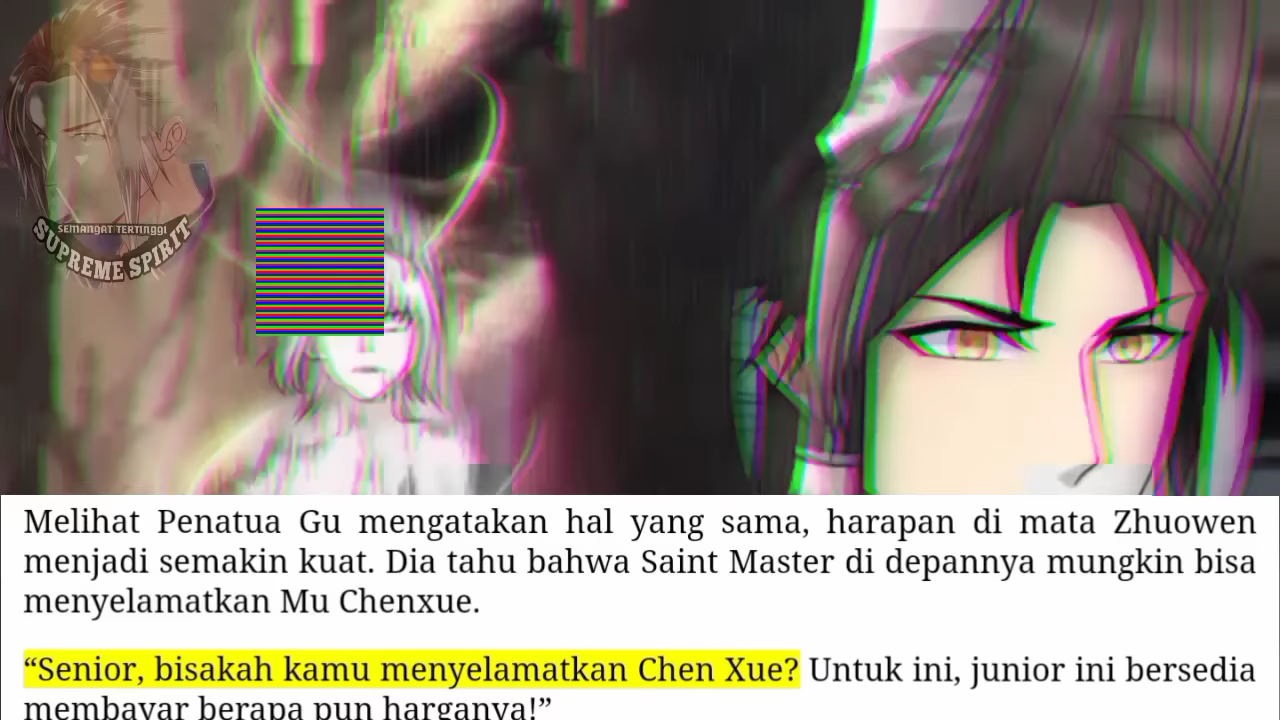 SEMANGAT TERTINGGI
SUPREME SPIRIT
Melihat Penatua Gu mengatakan hal yang sama, harapan di mata Zhuowen
menjadi semakin kuat. Dia tahu bahwa Saint Master di depannya mungkin bisa
menyelamatkan Mu Chenxue.
“Senior, bisakah kamu menyelamatkan Chen Xue? Untuk ini, junior ini bersedia
membayar berapa pun harganya!”